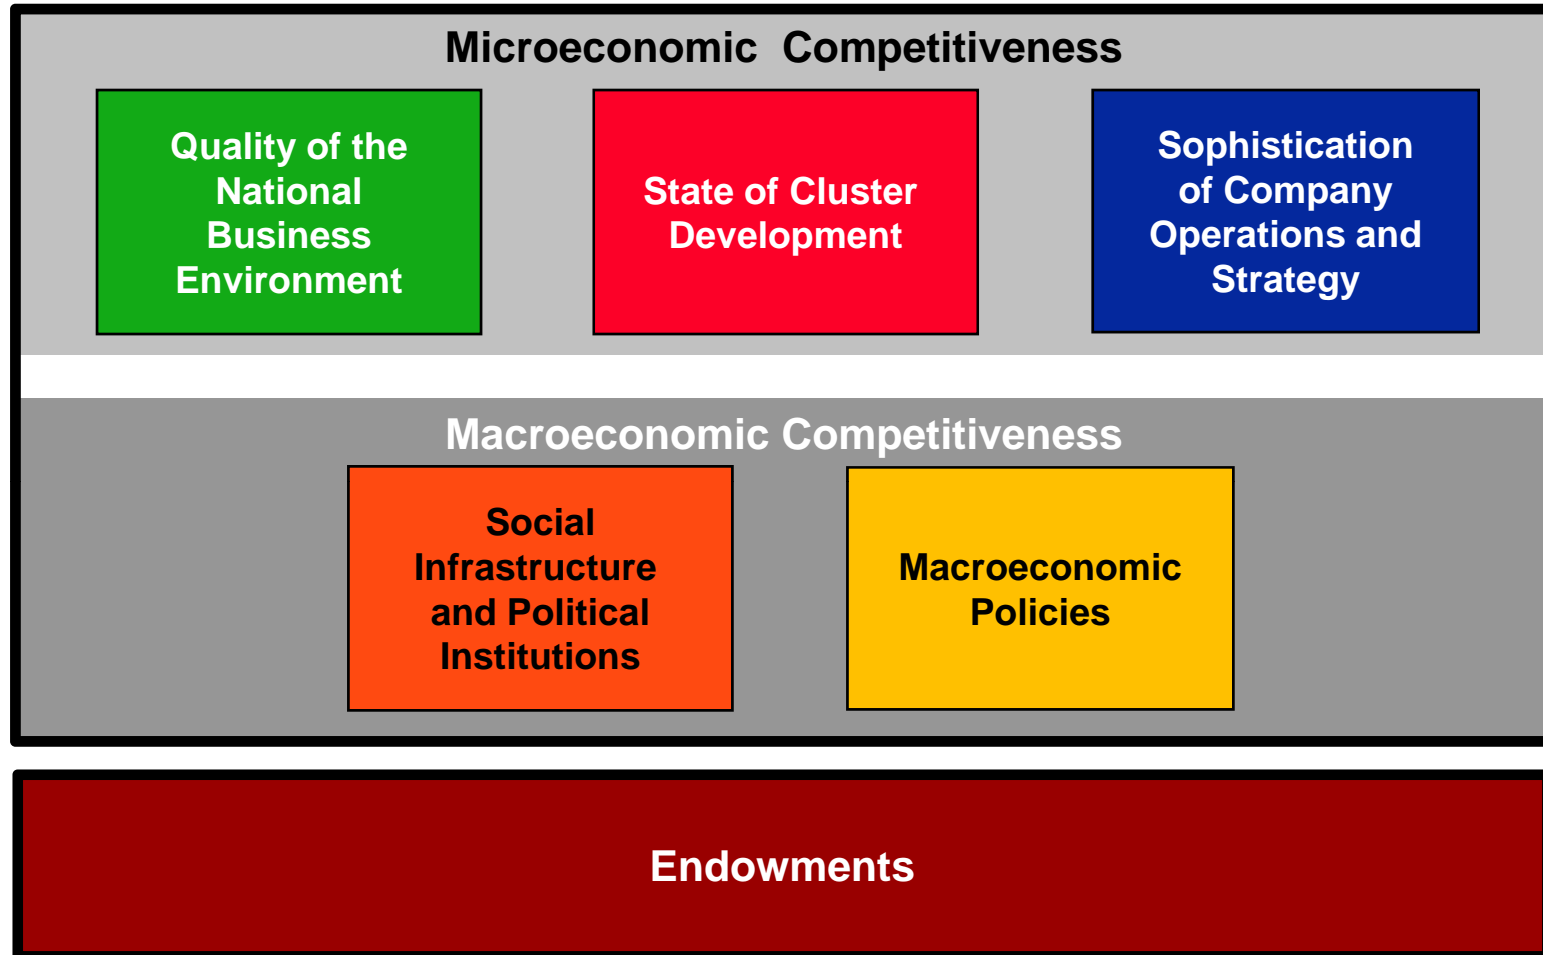 Microeconomic  Competitiveness
Quality of the
National
Business
Environment
State of Cluster
Development
Sophistication
of Company
Operations and
Strategy
Macroeconomic Competitiveness
Social
Infrastructure
and Political
Institutions
Macroeconomic
Policies
Endowments